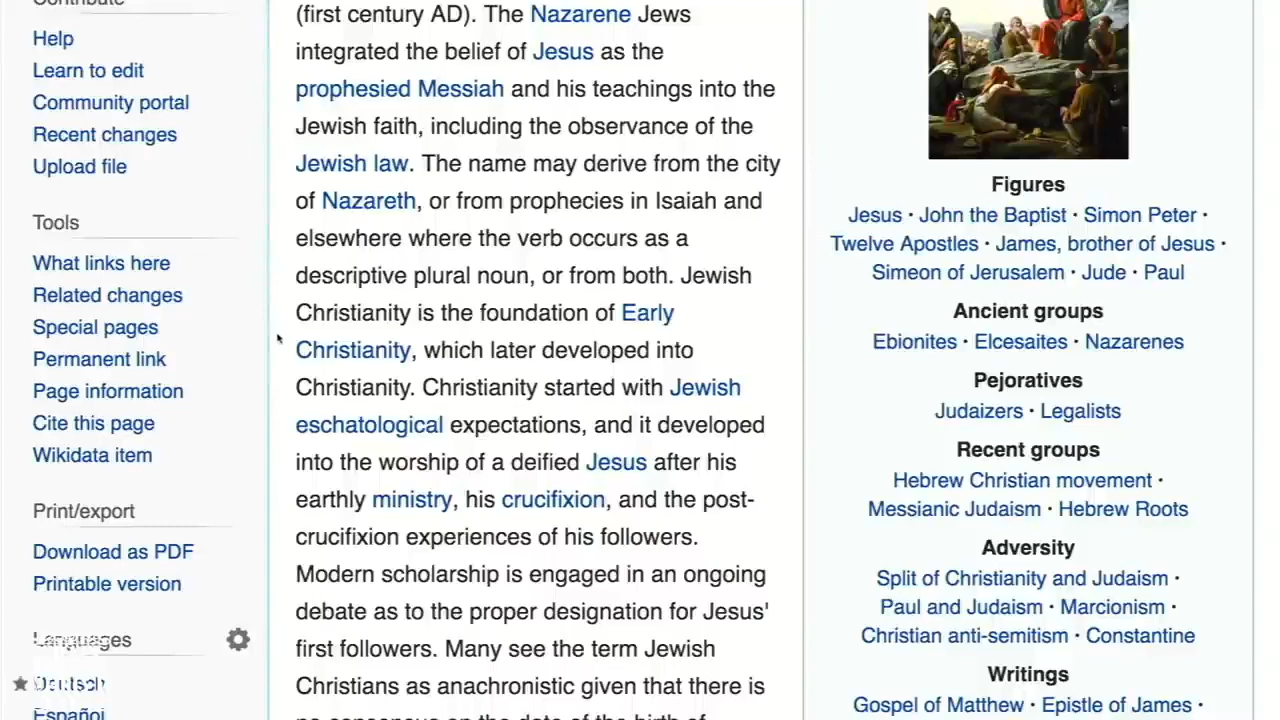 Contribute
Help
Learn to edit
Community portal
Recent changes
Upload file
Tools
What links here
Related changes
Special pages
Permanent link
Page information
Cite this page
Wikidata item
Print/export
Download as PDF
Printable version
Languages
Deutsch
Español
(first century AD). The Nazarene Jews
integrated the belief of Jesus as the
prophesied Messiah and his teachings into the
Jewish faith, including the observance of the
Jewish law. The name may derive from the city
of Nazareth, or from prophecies in Isaiah and
elsewhere where the verb occurs as a
descriptive plural noun, or from both. Jewish
Christianity is the foundation of Early
Christianity, which later developed into
Christianity. Christianity started with Jewish
eschatological expectations, and it developed
into the worship of a deified Jesus after his
earthly ministry, his crucifixion, and the post-
crucifixion experiences of his followers.
Modern scholarship is engaged in an ongoing
debate as to the proper designation for Jesus'
first followers. Many see the term Jewish
Christians as anachronistic given that there is
no consensus on the date of the birth of
Figures
Jesus · John the Baptist · Simon Peter ·
Twelve Apostles · James, brother of Jesus ·
Simeon of Jerusalem · Jude · Paul
Ancient groups
Ebionites · Elcesaites · Nazarenes
Pejoratives
Judaizers · Legalists
Recent groups
Hebrew Christian movement ·
Messianic Judaism · Hebrew Roots
Adversity
Split of Christianity and Judaism ·
Paul and Judaism · Marcionism ·
Christian anti-semitism · Constantine
Writings
Gospel of Matthew · Epistle of James ·